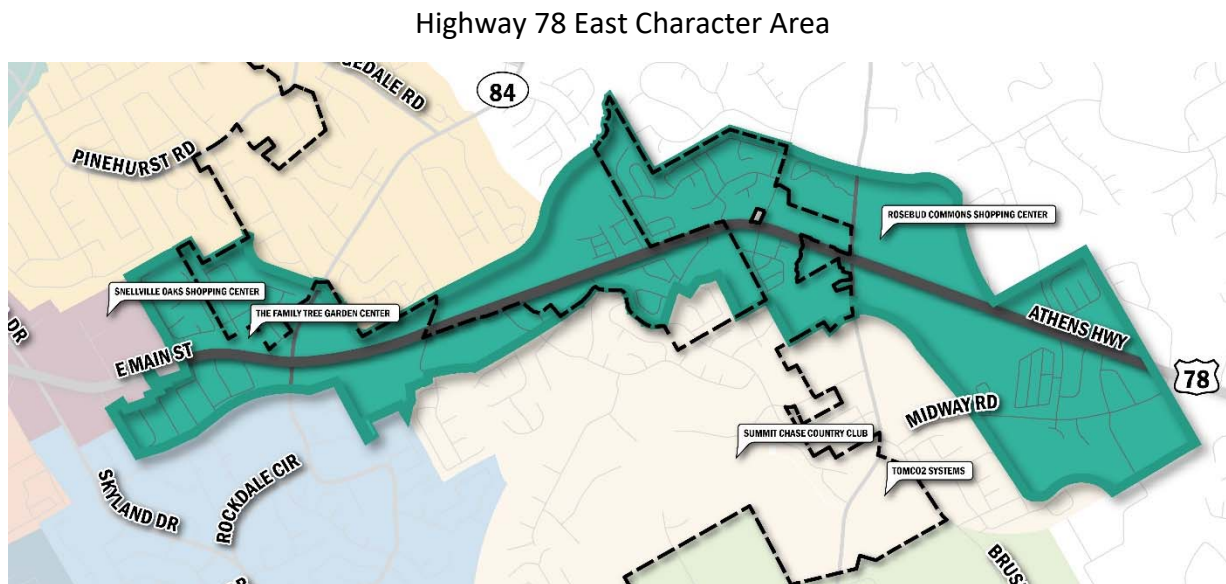 Highway 78 East Character Area
84
PINEHURST RD
SNELLVILLE OAKS SHOPPING CENTER
THE FAMILY TREE GARDEN CENTER
ROSEBUD COMMONS SHOPPING CENTER
E MAIN ST
ATHENS HWY
78
MIDWAY RD
SUMMIT CHASE COUNTRY CLUB
TOMCO2 SYSTEMS
SKYLAND DR
ROCKDALE CIR